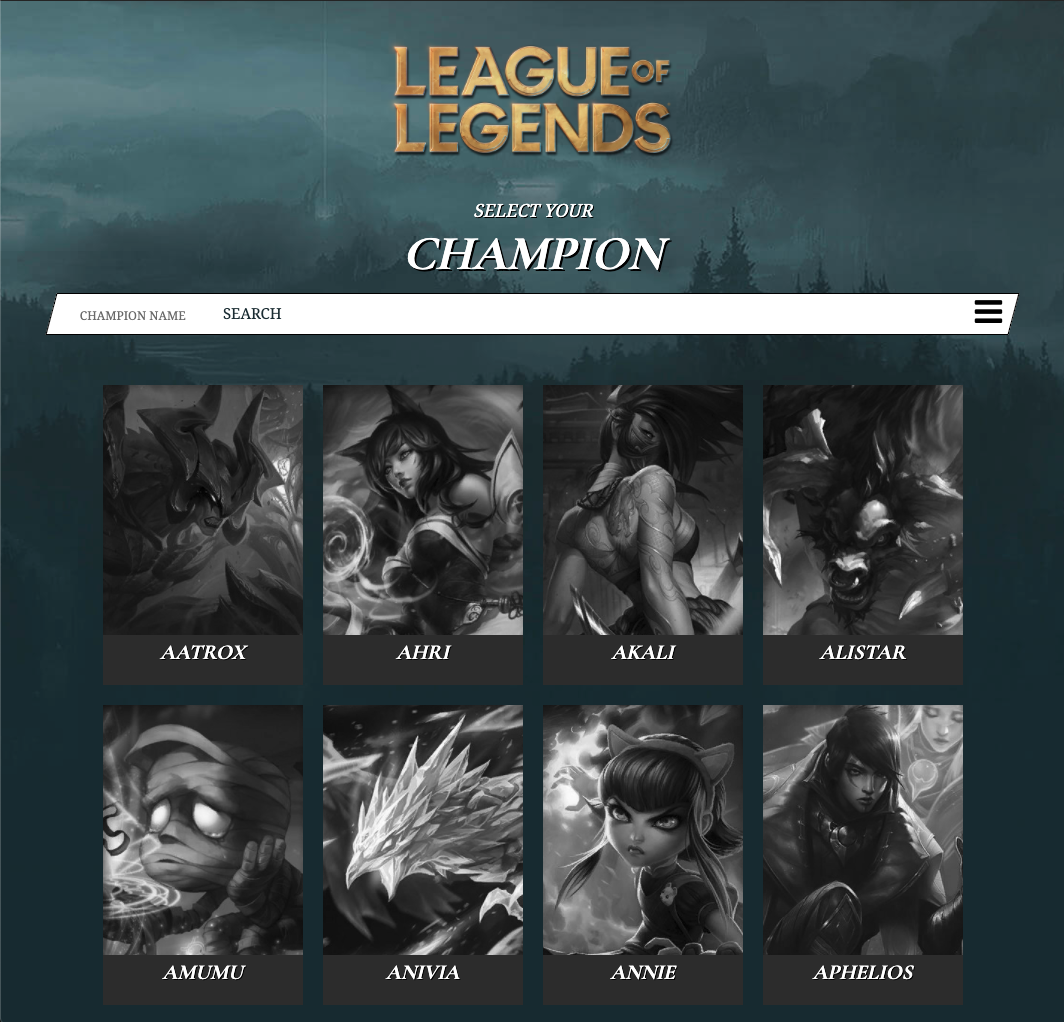 LEAGUE OF
LEGENDS
SELECT YOUR
CHAMPION
CHAMPION NAME SEARCH
AATROX AHRI AKALI ALISTAR
AMUMU ANIVIA ANNIE APHELIOS